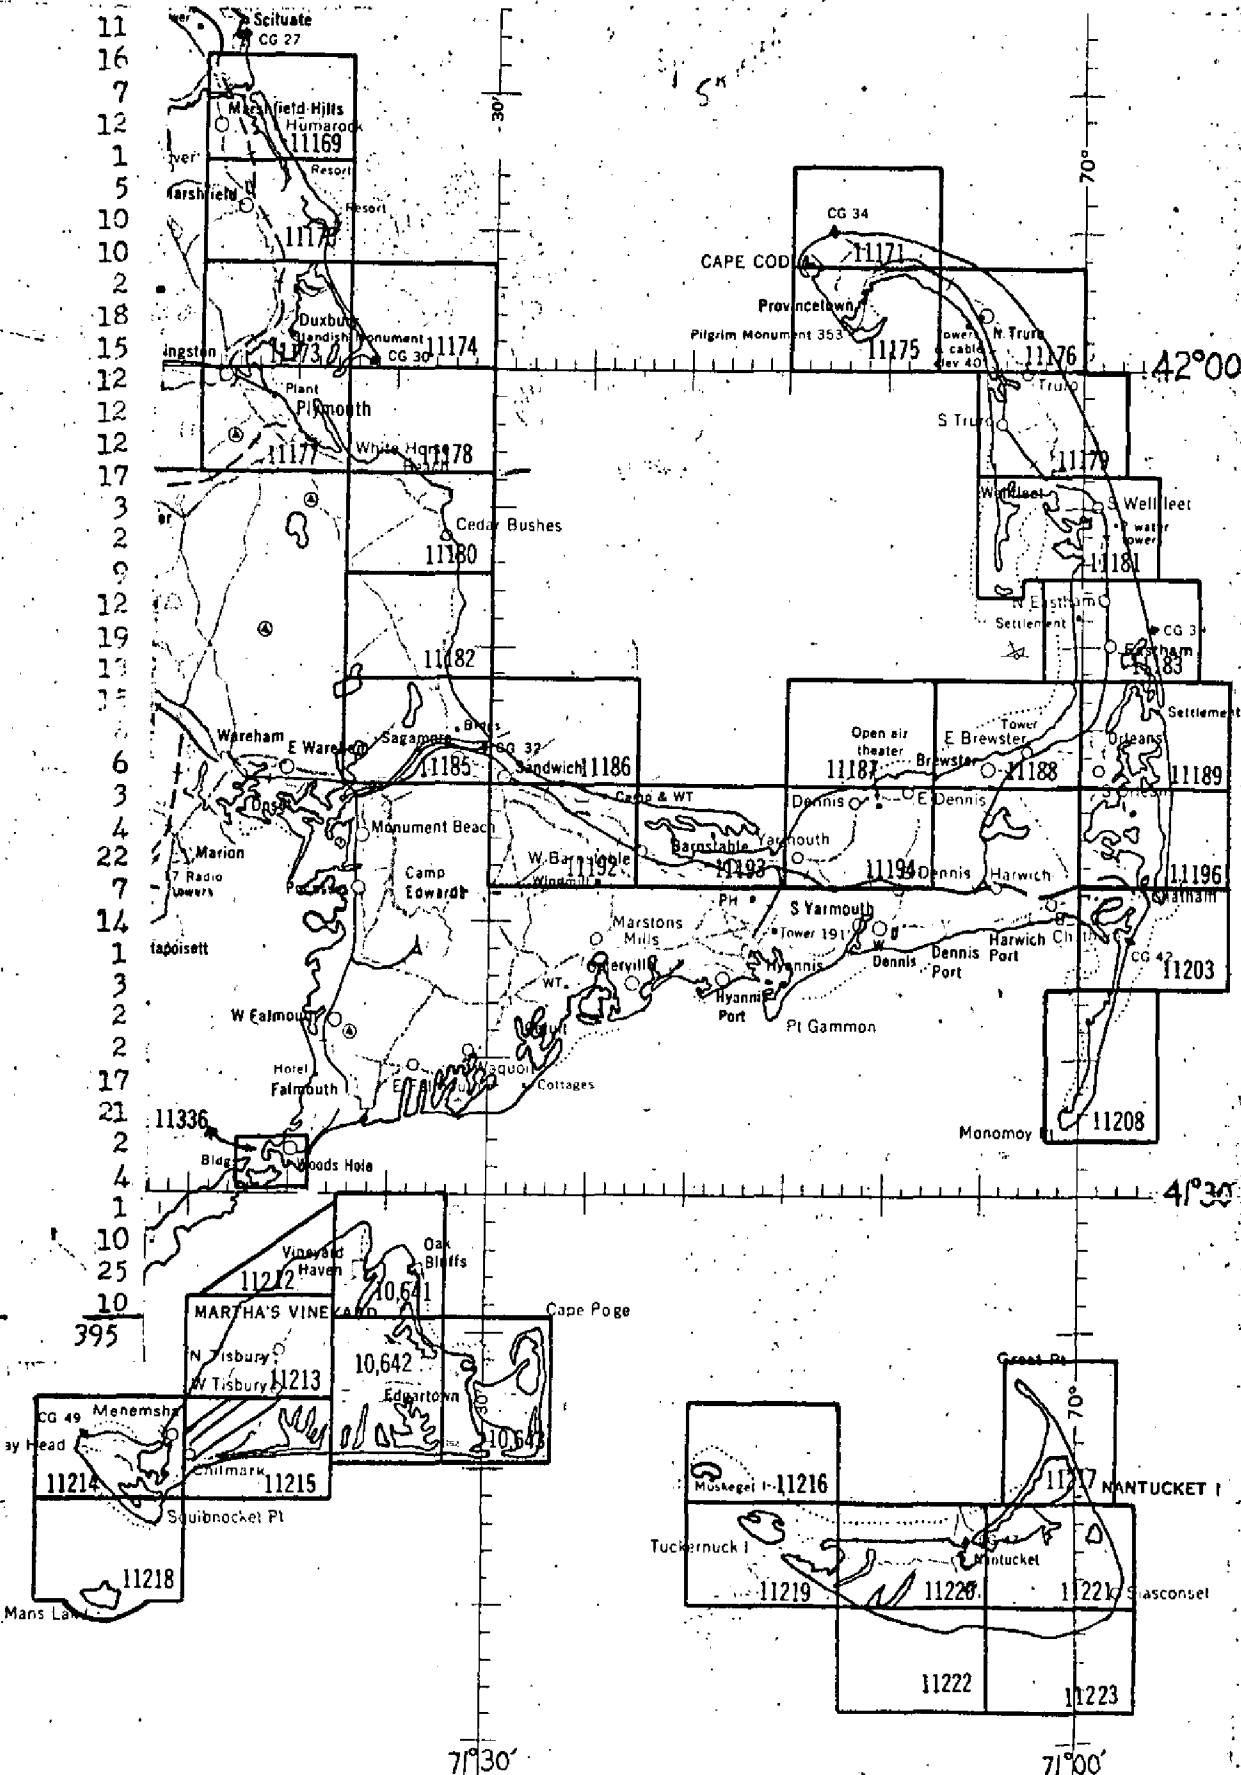 11
16
7
12
1
5
10
10
2
18
15
12
12
12
17
3
2
9
12
19
6
3
4
22
7
14
1
3
2
2
17
21
2
4
1
10
25
10
395
Scituate
CG 27
30'
70°
Marshfield Hills
Humarock
11169
Resort
Marshfield
Resort
CG 34
11171
CAPE COD
Duxbury
Standish Monument
CG 30
11173
11174
Provincetown
Pilgrim Monument 353
11175
N. Truro
11176
42°00
Plant
Plymouth
Truro
S Truro
11177
White Horse
11178
11179
Wellfleet
S Wellfleet
water
towers
Cedar Bushes
11180
11181
N Eastham
Settlement
Eastham
11182
Settlement
Wareham
E Wareham
Sagamore
Bldgs
CG 32
11185
Sandwich
11186
Open air
theater
11187
Tower
E Brewster
Brewster
11188
Orleans
11189
Camp & WT
Dennis
E Dennis
Monument Beach
Marion
7 Radio
towers
W Barnstable
Windmill
11192
Barnstable
11193
Yarmouth
11194
Dennis
Harwich
11196
Chatham
Camp
Edwards
PH
S Yarmouth
Tower 191
W
Dennis
Dennis
Port
Harwich
Port
CG 42
11203
Marstons
Mills
Osterville
WT
Hyannis
Hyannis
Port
Pt Gammon
W Falmouth
Hotel
Falmouth
Waquoit
Cottages
11336
Woods Hole
Monomoy Pt
11208
41°30
Vineyard
Haven
Oak
Bluffs
11212
10,641
MARTHA'S VINEYARD
Cape Poge
N Tisbury
W Tisbury
11213
10,642
Edgartown
30'
10,643
CG 49
Menemsha
ay Head
11214
Chilmark
11215
Squibnocket Pt
11218
Mans Land
Great Pt
70°
Muskeget I
11216
11217
NANTUCKET I
Tuckernuck I
11219
Nantucket
11220
11221
Siasconset
11222
11223
71°30'
71°00'